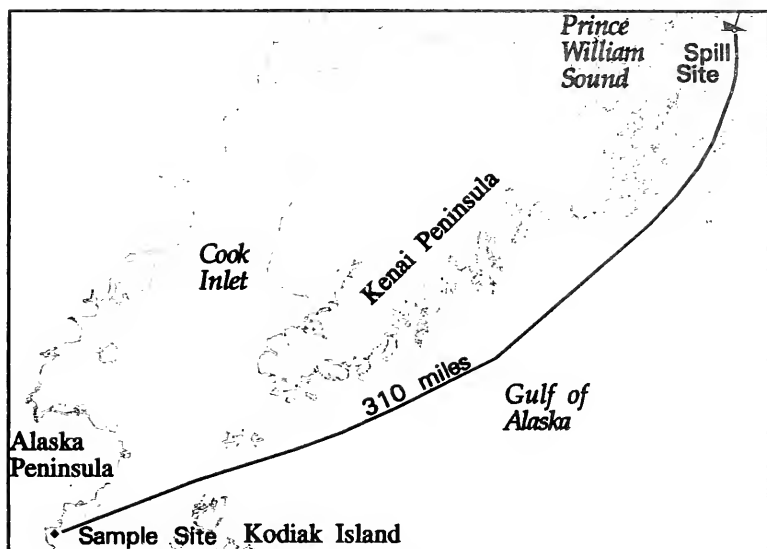 Prince
William
Sound
Spill
Site
Kenai Peninsula
Cook
Inlet
310 miles
Gulf of
Alaska
Alaska
Peninsula
Sample Site
Kodiak Island